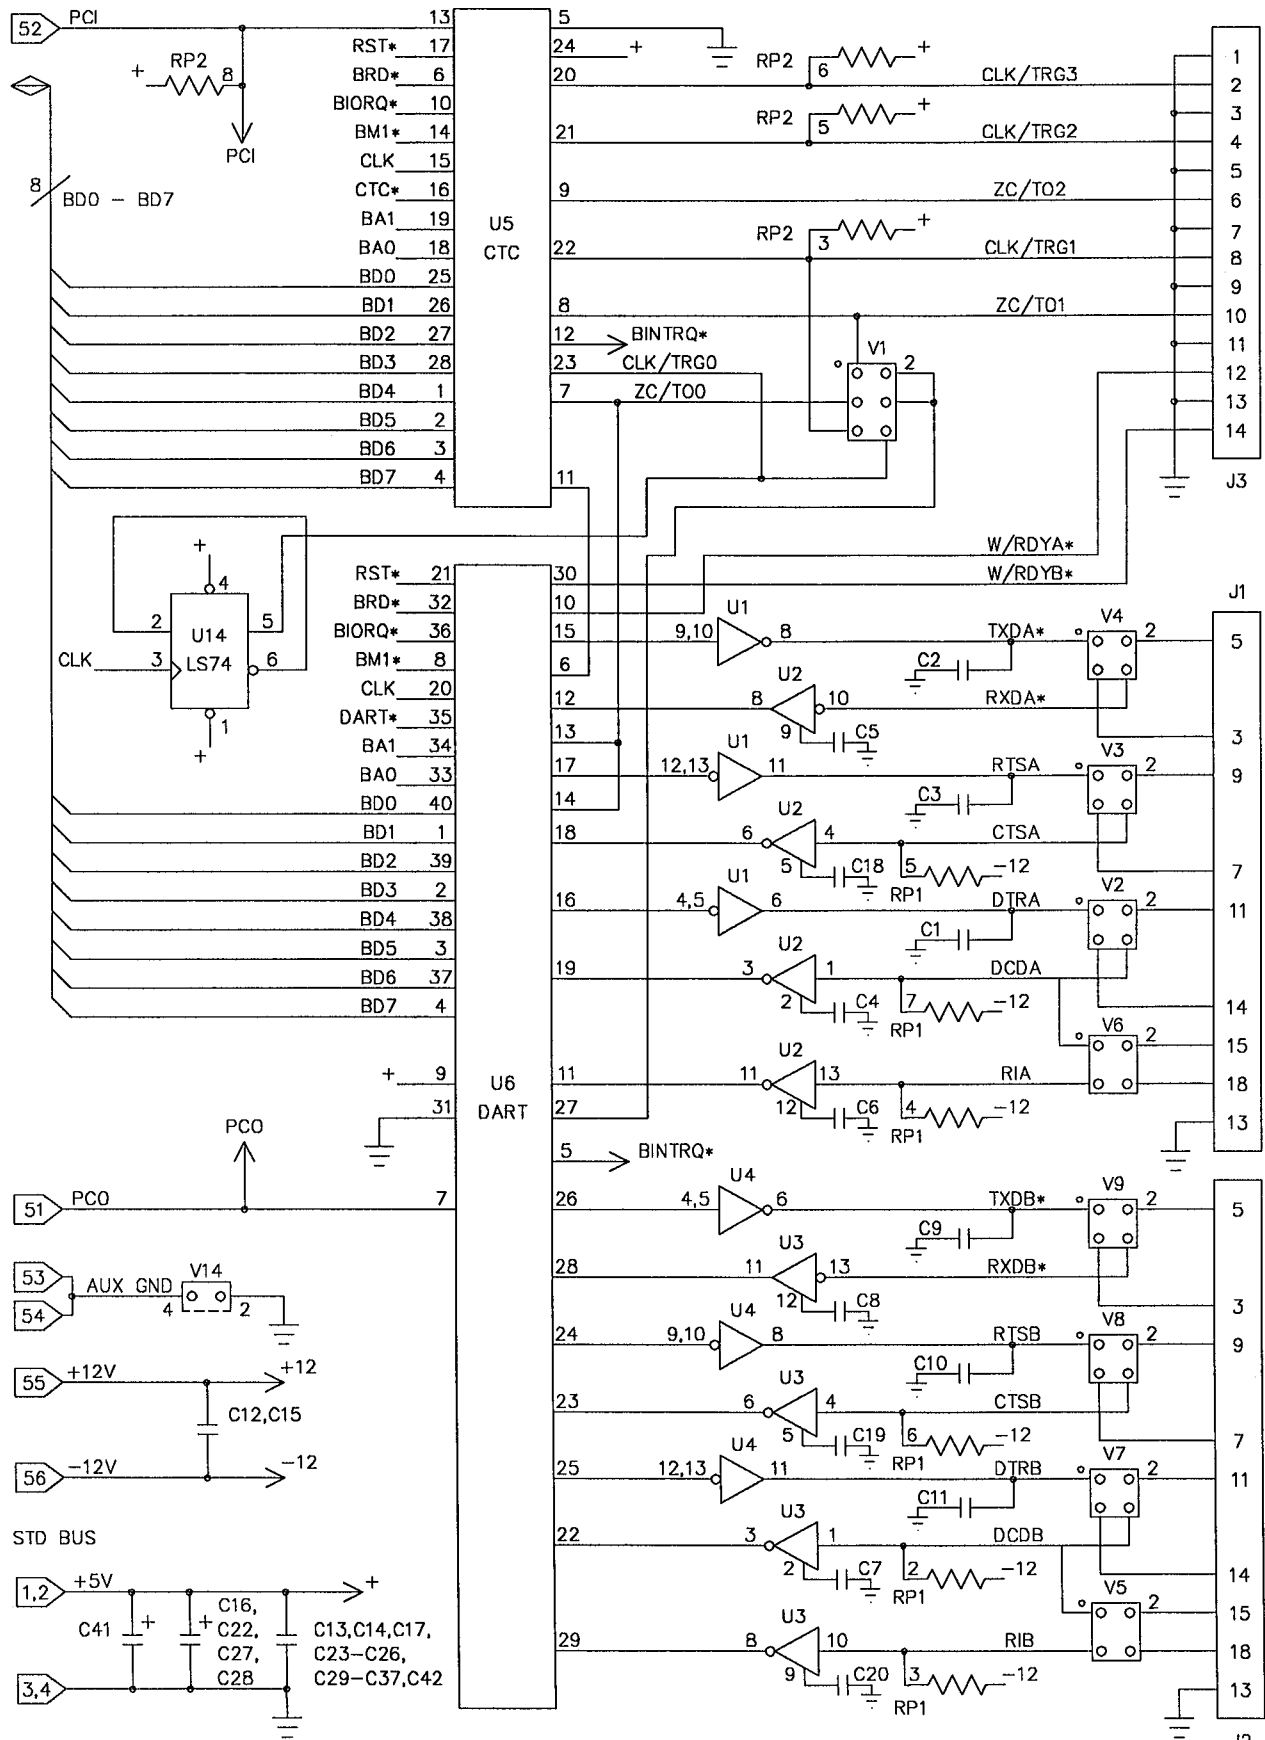 52 PCI 13 5
RST* 17 24 +
+ RP2 8 BRD* 6 20 RP2 6 + CLK/TRG3 2
BIORQ* 10
BM1* 14 21 RP2 5 + CLK/TRG2 4
PCI
CLK 15
8 BD0 – BD7 CTC* 16 9 ZC/TO2 6
BA1 19 U5 RP2 3 +
BA0 18 CTC 22 CLK/TRG1 8
BD0 25
BD1 26 8 ZC/TO1 10
BD2 27 12 BINTRQ*
BD3 28 23 CLK/TRG0 V1 2 12
BD4 1 7 ZC/TO0
BD5 2
BD6 3
BD7 4 11
1
3
5
7
9
11
13
14
J3
W/RDYA*
W/RDYB*
+ 4
2 U14 5
CLK 3 LS74 6
1
+
RST* 21 30
BRD* 32 10
BIORQ* 36 15 9,10 U1 8 TXDA* V4 2 5
BM1* 8 6 C2
CLK 20 12 8 U2 10 RXDA*
9 C5 3
DART* 35
BA1 34 13
BA0 33 17 12,13 U1 11 RTSA V3 2 9
BD0 40 14 C3
BD1 1 18 6 U2 4 CTSA
5 C18 5 RP1 –12 7
BD2 39
BD3 2
16 4,5 U1 6 DTRA V2 2 11
BD4 38 C1
BD5 3
BD6 37 19 3 U2 1 DCDA
BD7 4 2 C4 7 RP1 –12 14
V6 2 15
+ 9 U6 11 11 U2 13 RIA 18
31 DART 27 12 C6 4 RP1 –12 13
J1
PCO
5 BINTRQ*
51 PCO 7 26 4,5 U4 6 TXDB* V9 2 5
C9
53 AUX GND V14
54 4 2
28 11 U3 13 RXDB*
12 C8 3
24 9,10 U4 8 RTSB V8 2 9
C10
55 +12V +12
C12,C15
23 6 U3 4 CTSB
5 C19 6 RP1 –12 7
56 –12V –12
25 12,13 U4 11 DTRB V7 2 11
C11
STD BUS
22 3 U3 1 DCDB
2 C7 2 RP1 –12 14
1,2 +5V +
V5 2 15
C41 + +
C16,
C22,
C27,
C28
C13,C14,C17,
C23–C26,
C29–C37,C42
29 8 U3 10 RIB 18
9 C20 3 RP1 –12
3,4
13